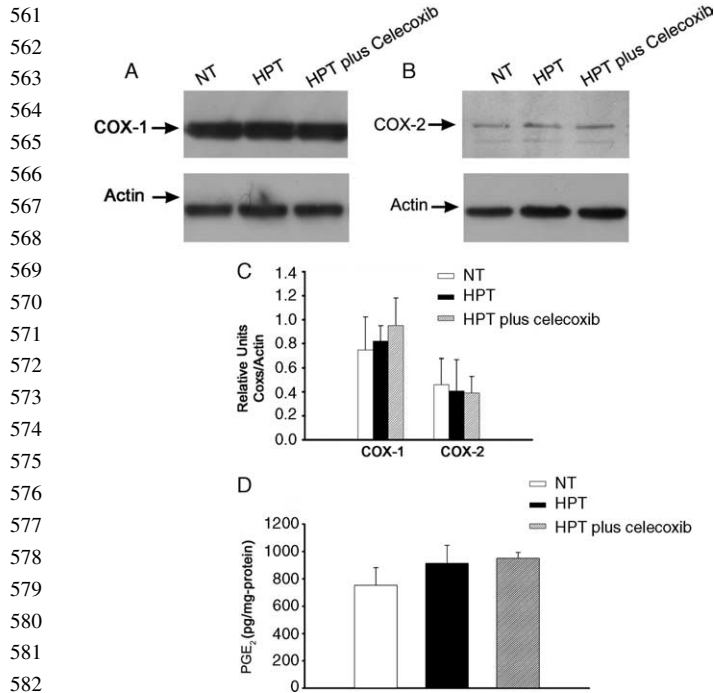 561
562
563
564
565
566
567
568
569
570
571
572
573
574
575
576
577
578
579
580
581
582
A
NT HPT HPT plus Celecoxib
COX-1
Actin
B
NT HPT HPT plus Celecoxib
COX-2
Actin
C
NT
HPT
HPT plus celecoxib
Relative Units
Coxs/Actin
1.4
1.2
1.0
0.8
0.6
0.4
0.2
0.0
COX-1 COX-2
D
NT
HPT
HPT plus celecoxib
PGE₂ (pg/mg-protein)
1200
1000
800
600
400
200
0